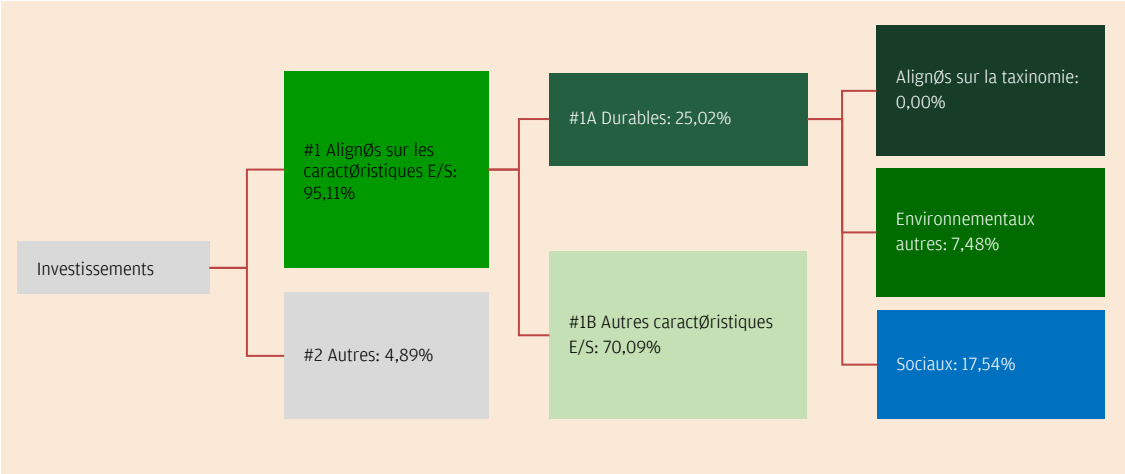 Investissements
#1 AlignØs sur les
caractØristiques E/S:
95,11%
#2 Autres: 4,89%
#1A Durables: 25,02%
#1B Autres caractØristiques
E/S: 70,09%
AlignØs sur la taxinomie:
0,00%
Environnementaux
autres: 7,48%
Sociaux: 17,54%